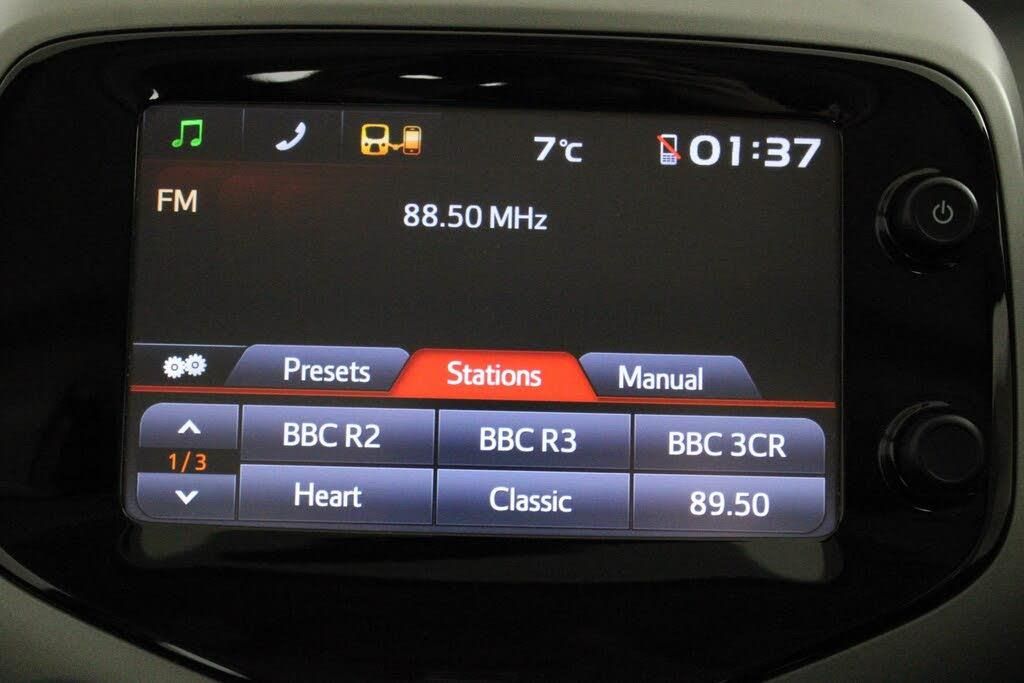 7°C 01:37
FM
88.50 MHz
Presets Stations Manual
BBC R2 BBC R3 BBC 3CR
1/3
Heart Classic 89.50